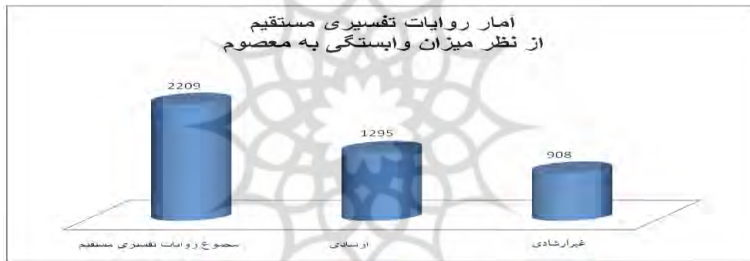 آمار روایات تفسیری مستقیم
از نظر میزان وابستگی به معصوم
2209
1295
908
مجموع روایات تفسیری مستقیم
ارشادی
غیرارشادی